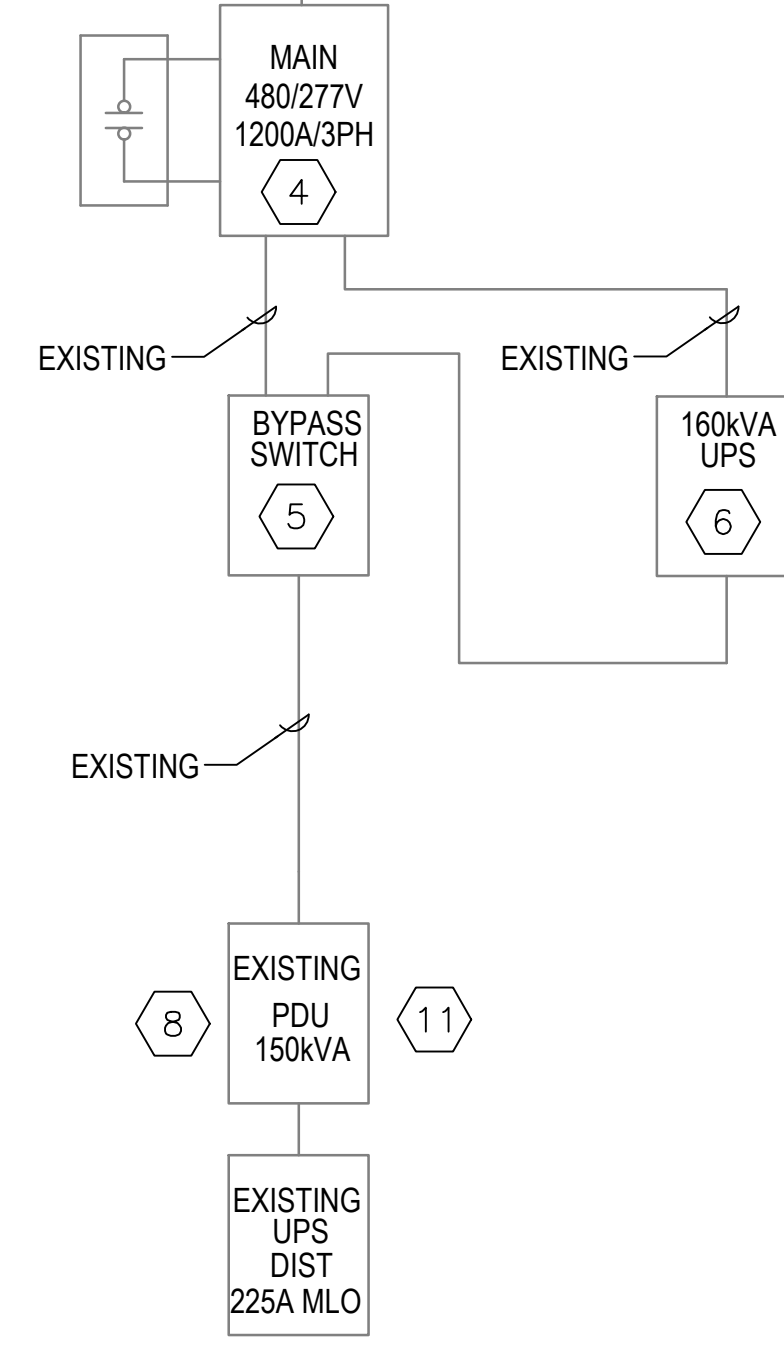 MAIN
480/277V
1200A/3PH
4
EXISTING
EXISTING
BYPASS
SWITCH
5
160kVA
UPS
6
EXISTING
8
EXISTING
PDU
150kVA
11
EXISTING
UPS
DIST
225A MLO